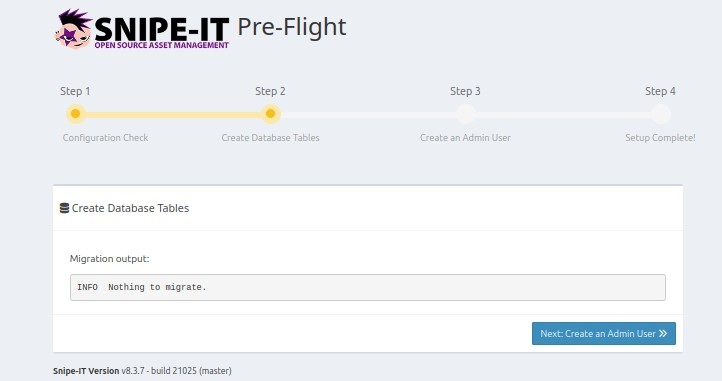 SNIPE-IT Pre-Flight
OPEN SOURCE ASSET MANAGEMENT
Step 1 Step 2 Step 3 Step 4
Configuration Check Create Database Tables Create an Admin User Setup Complete!
Create Database Tables
Migration output:
INFO Nothing to migrate.
Next: Create an Admin User »
Snipe-IT Version v8.3.7 - build 21025 (master)